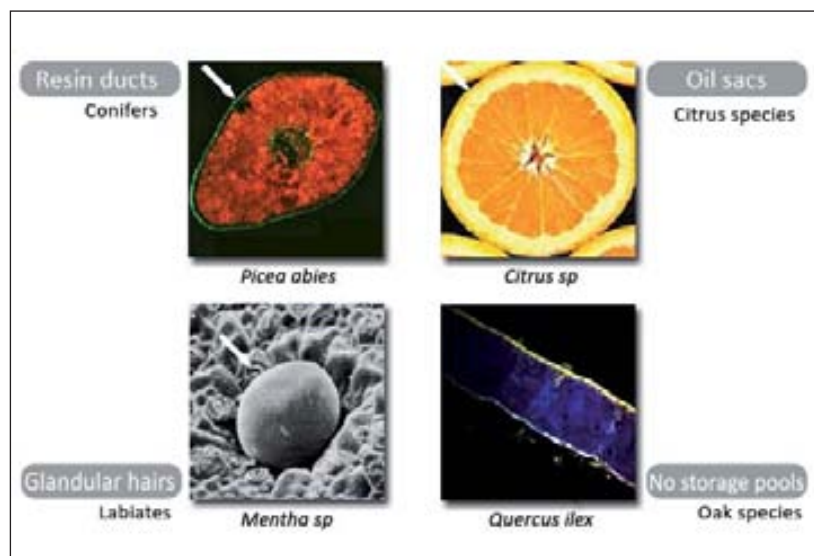 Resin ducts
Conifers
Picea abies
Oil sacs
Citrus species
Citrus sp
Glandular hairs
Labiates
Mentha sp
No storage pools
Oak species
Quercus ilex